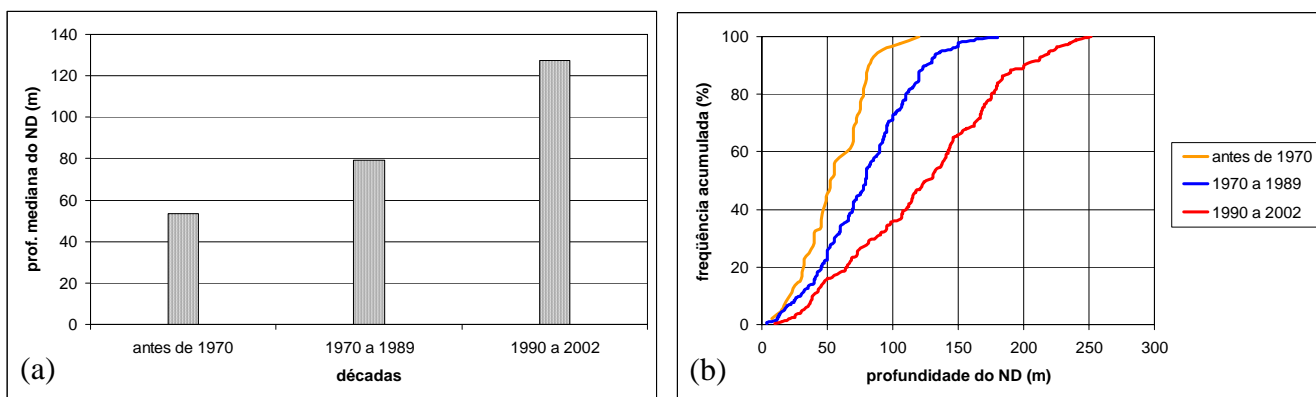 140
120
100
80
60
40
20
0
prof. mediana do ND (m)
antes de 1970
1970 a 1989
1990 a 2002
décadas
(a)
100
80
60
40
20
0
freqüência acumulada (%)
0 50 100 150 200 250 300
profundidade do ND (m)
antes de 1970
1970 a 1989
1990 a 2002
(b)